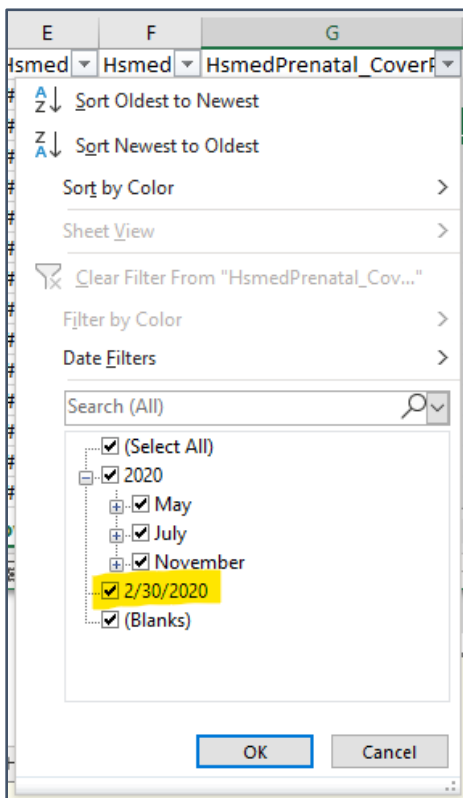 E F G
Hsmed Hsmed HsmedPrenatal_CoverP
Sort Oldest to Newest
Sort Newest to Oldest
Sort by Color
Sheet View
Clear Filter From "HsmedPrenatal_Cov..."
Filter by Color
Date Filters
Search (All)
(Select All)
2020
May
July
November
2/30/2020
(Blanks)
OK Cancel